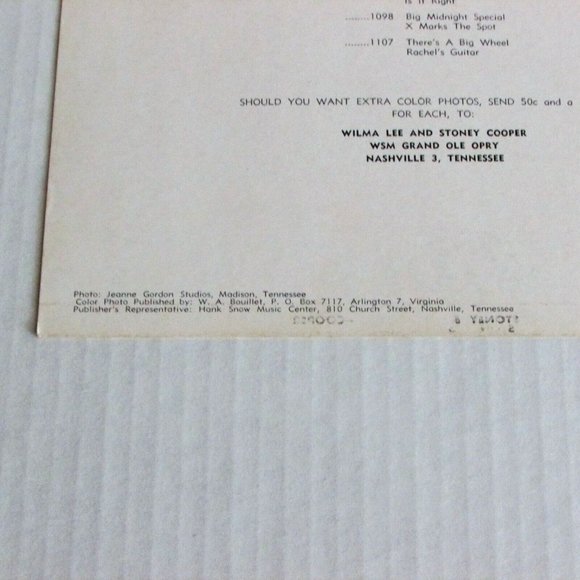 Is It Right
........1098 Big Midnight Special
X Marks The Spot
........1107 There's A Big Wheel
Rachel's Guitar
SHOULD YOU WANT EXTRA COLOR PHOTOS, SEND 50c and a
FOR EACH, TO:
WILMA LEE AND STONEY COOPER
WSM GRAND OLE OPRY
NASHVILLE 3, TENNESSEE
Photo: Jeanne Gordon Studios, Madison, Tennessee
Color Photo Published by: W. A. Bouillet, P. O. Box 7117, Arlington 7, Virginia
Publisher's Representative: Hank Snow Music Center, 810 Church Street, Nashville, Tennessee